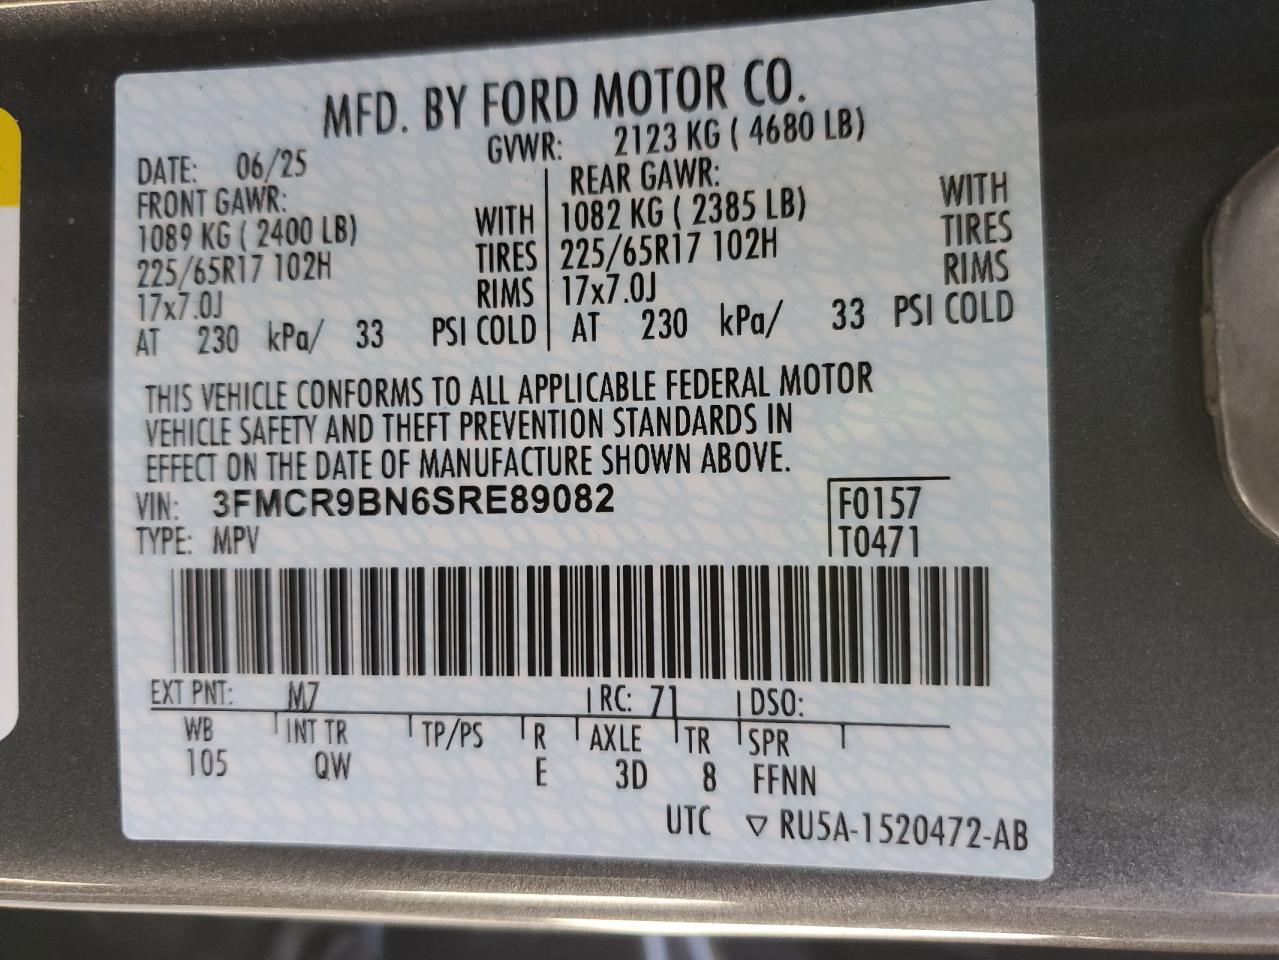 MFD. BY FORD MOTOR CO.
DATE: 06/25 GVWR: 2123 KG ( 4680 LB)
FRONT GAWR: REAR GAWR:
1089 KG ( 2400 LB) WITH 1082 KG ( 2385 LB) WITH
225/65R17 102H TIRES 225/65R17 102H TIRES
17x7.0J RIMS 17x7.0J RIMS
AT 230 kPa/ 33 PSI COLD AT 230 kPa/ 33 PSI COLD
THIS VEHICLE CONFORMS TO ALL APPLICABLE FEDERAL MOTOR
VEHICLE SAFETY AND THEFT PREVENTION STANDARDS IN
EFFECT ON THE DATE OF MANUFACTURE SHOWN ABOVE.
VIN: 3FMCR9BN6SRE89082 F0157
TYPE: MPV T0471
EXT PNT: M7 RC: 71 DSO:
WB INT TR TP/PS R AXLE TR SPR
105 QW E 3D 8 FFNN
UTC ▽ RU5A-1520472-AB